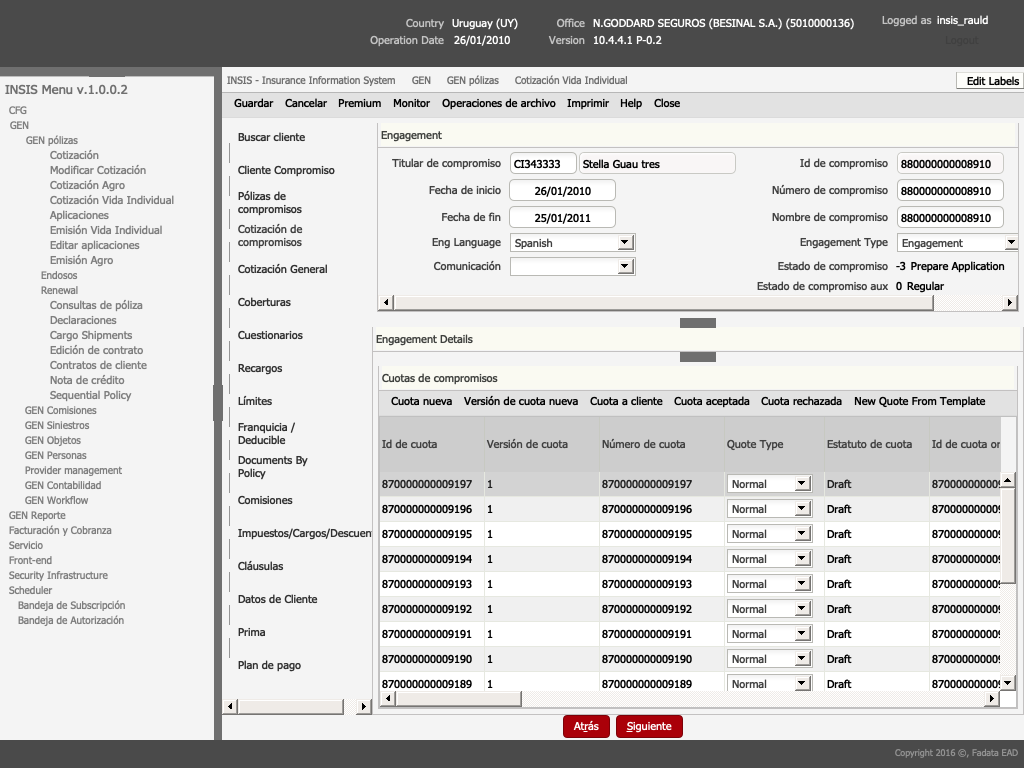 Country Uruguay (UY) Office N.GODDARD SEGUROS (BESINAL S.A.) (5010000136) Logged as insis_rauld
Operation Date 26/01/2010 Version 10.4.4.1 P-0.2 Logout
INSIS Menu v.1.0.0.2
CFG
GEN
GEN pólizas
Cotización
Modificar Cotización
Cotización Agro
Cotización Vida Individual
Aplicaciones
Emisión Vida Individual
Editar aplicaciones
Emisión Agro
Endosos
Renewal
Consultas de póliza
Declaraciones
Cargo Shipments
Edición de contrato
Contratos de cliente
Nota de crédito
Sequential Policy
GEN Comisiones
GEN Siniestros
GEN Objetos
GEN Personas
Provider management
GEN Contabilidad
GEN Workflow
GEN Reporte
Facturación y Cobranza
Servicio
Front-end
Security Infrastructure
Scheduler
Bandeja de Subscripción
Bandeja de Autorización
INSIS - Insurance Information System GEN GEN pólizas Cotización Vida Individual
Edit Labels
Guardar Cancelar Premium Monitor Operaciones de archivo Imprimir Help Close
Buscar cliente
Cliente Compromiso
Pólizas de
compromisos
Cotización de
compromisos
Cotización General
Coberturas
Cuestionarios
Recargos
Límites
Franquicia /
Deducible
Documents By
Policy
Comisiones
Impuestos/Cargos/Descuen
Cláusulas
Datos de Cliente
Prima
Plan de pago
Engagement
Titular de compromiso CI343333 Stella Guau tres Id de compromiso 880000000008910
Fecha de inicio 26/01/2010 Número de compromiso 880000000008910
Fecha de fin 25/01/2011 Nombre de compromiso 880000000008910
Eng Language Spanish Engagement Type Engagement
Comunicación Estado de compromiso -3 Prepare Application
Estado de compromiso aux 0 Regular
Engagement Details
Cuotas de compromisos
Cuota nueva Versión de cuota nueva Cuota a cliente Cuota aceptada Cuota rechazada New Quote From Template
Id de cuota Versión de cuota Número de cuota Quote Type Estatuto de cuota Id de cuota or
870000000009197 1 870000000009197 Normal Draft 87000000000
870000000009196 1 870000000009196 Normal Draft 87000000000
870000000009195 1 870000000009195 Normal Draft 87000000000
870000000009194 1 870000000009194 Normal Draft 87000000000
870000000009193 1 870000000009193 Normal Draft 87000000000
870000000009192 1 870000000009192 Normal Draft 87000000000
870000000009191 1 870000000009191 Normal Draft 87000000000
870000000009190 1 870000000009190 Normal Draft 87000000000
870000000009189 1 870000000009189 Normal Draft 87000000000
Atrás Siguiente
Copyright 2016 ©, Fadata EAD